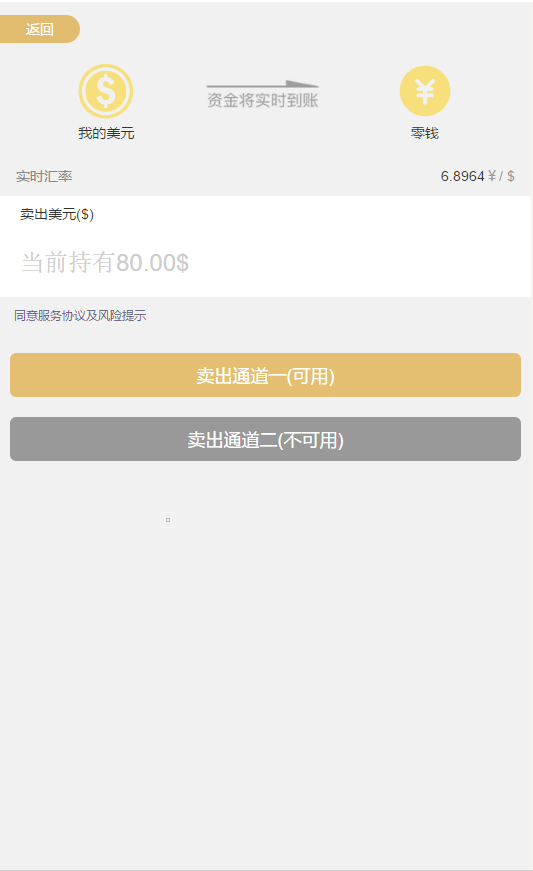 返回
资金将实时到账
我的美元
零钱
实时汇率
6.8964¥/ $
卖出美元($)
当前持有80.00$
同意服务协议及风险提示
卖出通道一(可用)
卖出通道二(不可用)